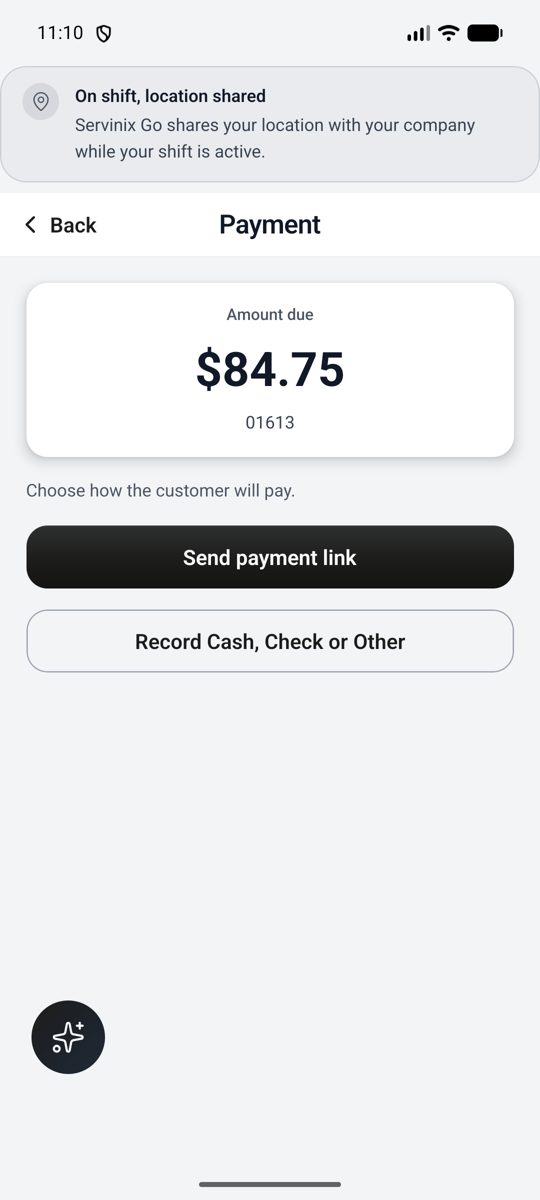 11:10
On shift, location shared
Servinix Go shares your location with your company
while your shift is active.
Back
Payment
Amount due
$84.75
01613
Choose how the customer will pay.
Send payment link
Record Cash, Check or Other